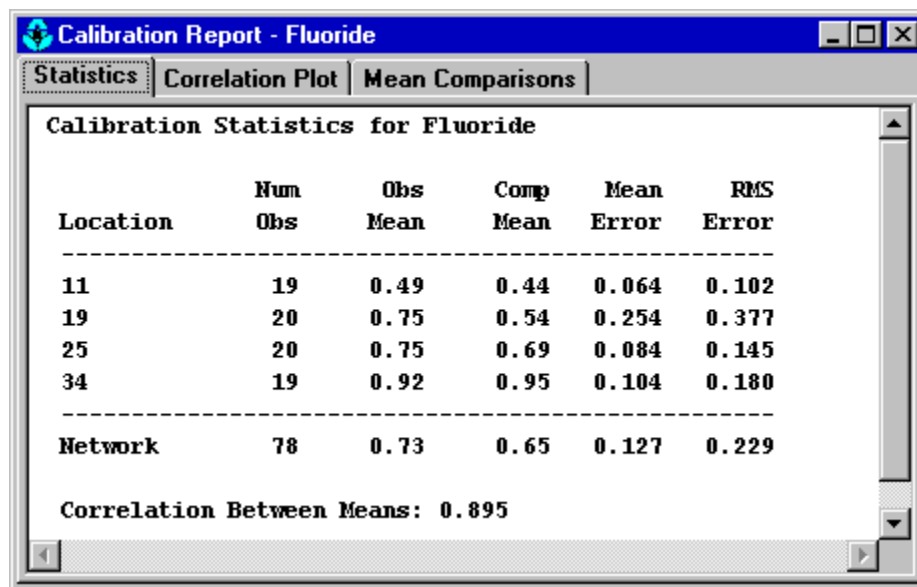 Calibration Report - Fluoride
Statistics Correlation Plot Mean Comparisons
Calibration Statistics for Fluoride
Num Obs Comp Mean RMS
Location Obs Mean Mean Error Error
-----------------------------------------------------
11 19 0.49 0.44 0.064 0.102
19 20 0.75 0.54 0.254 0.377
25 20 0.75 0.69 0.084 0.145
34 19 0.92 0.95 0.104 0.180
-----------------------------------------------------
Network 78 0.73 0.65 0.127 0.229
Correlation Between Means: 0.895